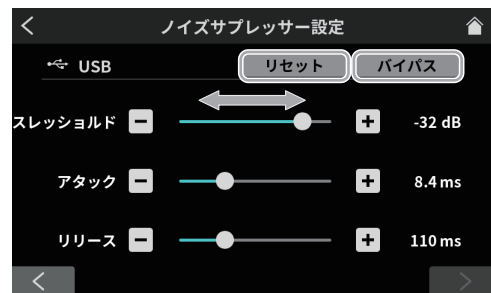 ノイズサプレッサー設定
USB リセット バイパス
スレッショルド - + -32 dB
アタック - + 8.4 ms
リリース - + 110 ms